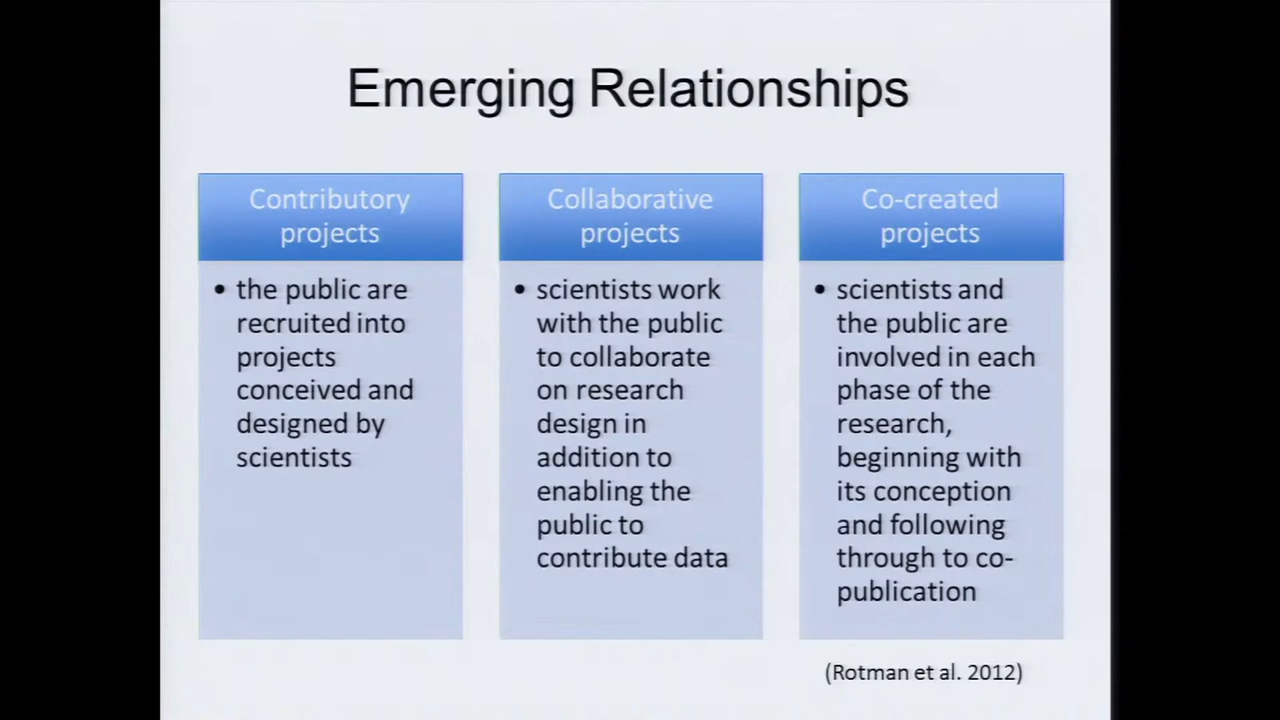 Emerging Relationships
Contributory
projects
• the public are
recruited into
projects
conceived and
designed by
scientists
Collaborative
projects
• scientists work
with the public
to collaborate
on research
design in
addition to
enabling the
public to
contribute data
Co-created
projects
• scientists and
the public are
involved in each
phase of the
research,
beginning with
its conception
and following
through to co-
publication
(Rotman et al. 2012)